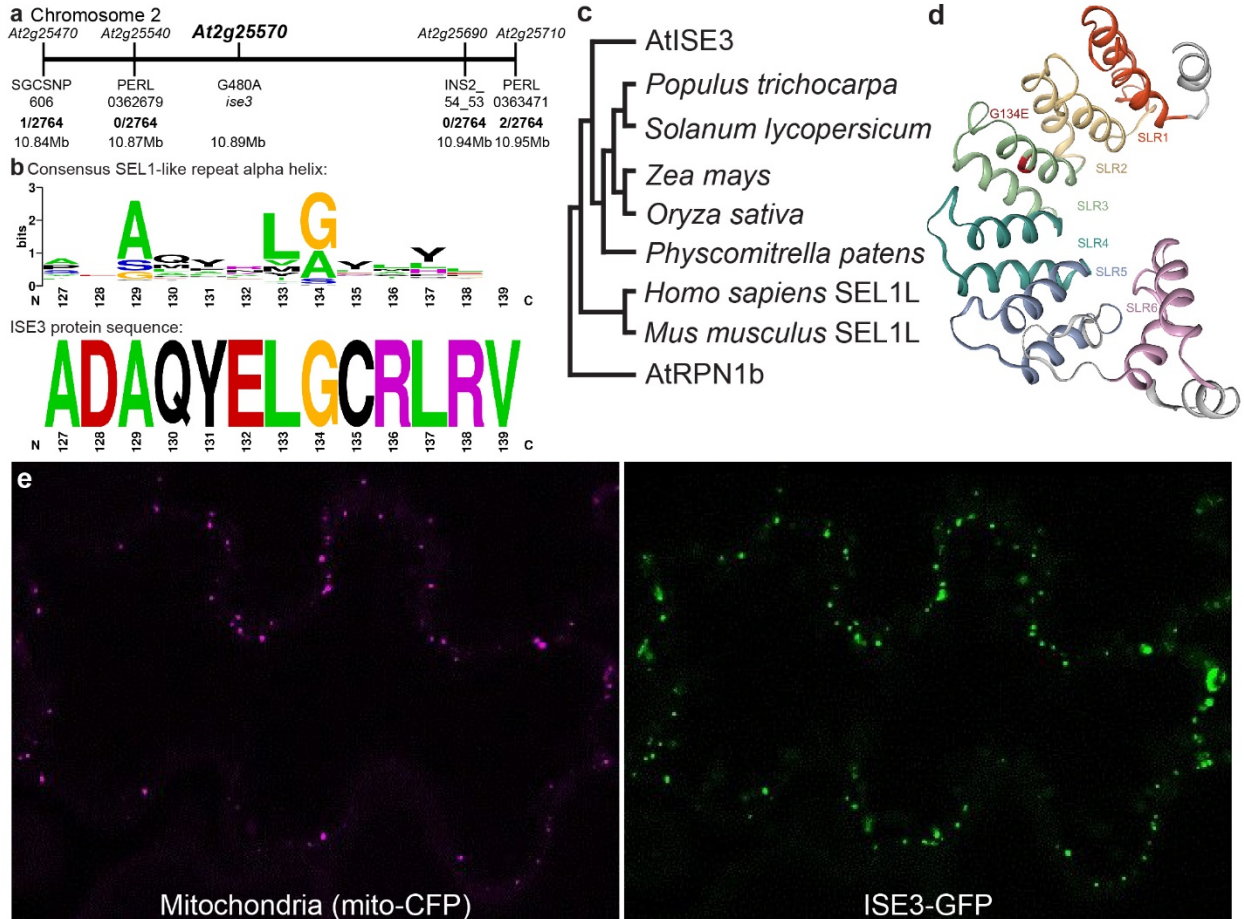 a Chromosome 2
At2g25470 At2g25540 At2g25570 At2g25690 At2g25710
SGCSNP PERL G480A INS2_ PERL
606 0362679 ise3 54_53 0363471
1/2764 0/2764 0/2764 2/2764
10.84Mb 10.87Mb 10.89Mb 10.94Mb 10.95Mb
b Consensus SEL1-like repeat alpha helix:
bits
3
2
1
0
N 127 128 129 130 131 132 133 134 135 136 137 138 139 C
ISE3 protein sequence:
ADAQYELGCRLRV
N 127 128 129 130 131 132 133 134 135 136 137 138 139 C
c
AtISE3
Populus trichocarpa
Solanum lycopersicum
Zea mays
Oryza sativa
Physcomitrella patens
Homo sapiens SEL1L
Mus musculus SEL1L
AtRPN1b
d
G134E
SLR1
SLR2
SLR3
SLR4
SLR5
SLR6
e
Mitochondria (mito-CFP)
ISE3-GFP